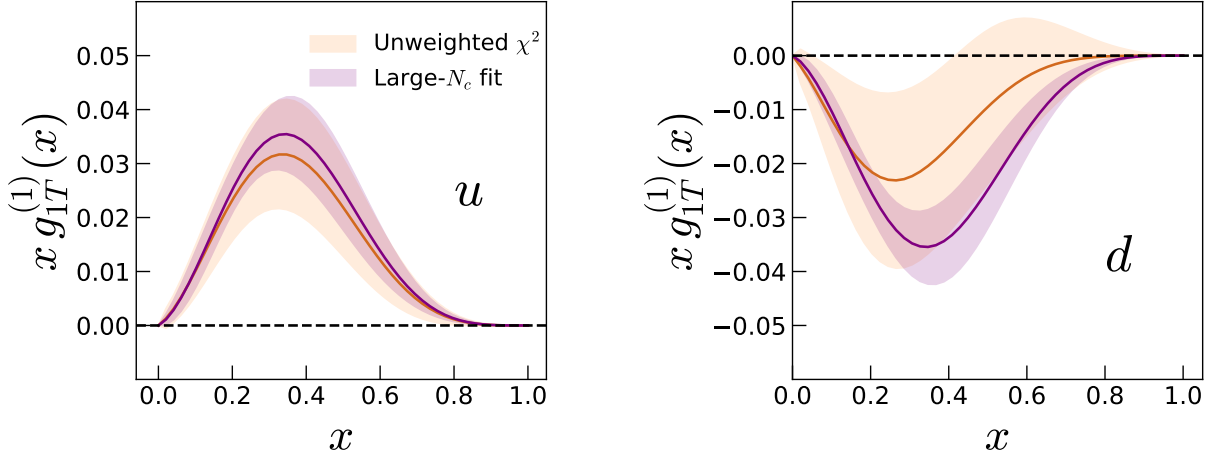 Unweighted χ²
Large-N_c fit
0.05
0.04
0.03
0.02
0.01
0.00
x g_{1T}^{(1)}(x)
u
0.0 0.2 0.4 0.6 0.8 1.0
x
0.00
−0.01
−0.02
−0.03
−0.04
−0.05
x g_{1T}^{(1)}(x)
d
0.0 0.2 0.4 0.6 0.8 1.0
x